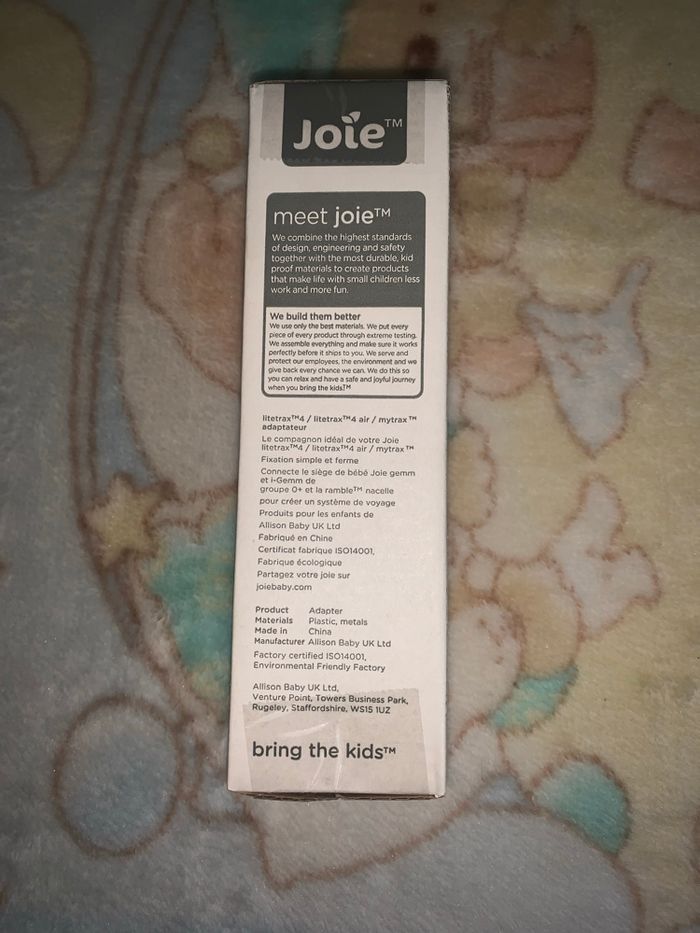 Joie™
meet joie™
We combine the highest standards
of design, engineering and safety
together with the most durable, kid
proof materials to create products
that make life with small children less
work and more fun.
We build them better
We use only the best materials. We put every
piece of every product through extreme testing.
We assemble everything and make sure it works
perfectly before it ships to you. We serve and
protect our employees, the environment and we
give back every chance we can. We do this so
you can relax and have a safe and joyful journey
when you bring the kids™
litetrax™4 / litetrax™4 air / mytrax™
adaptateur
Le compagnon idéal de votre Joie
litetrax™4 / litetrax™4 air / mytrax™
Fixation simple et ferme
Connecte le siège de bébé Joie gemm
et i-Gemm de
groupe 0+ et la ramble™ nacelle
pour créer un système de voyage
Produits pour les enfants de
Allison Baby UK Ltd
Fabriqué en Chine
Certificat fabrique ISO14001,
Fabrique écologique
Partagez votre joie sur
joiebaby.com
Product Adapter
Materials Plastic, metals
Made in China
Manufacturer Allison Baby UK Ltd
Factory certified ISO14001,
Environmental Friendly Factory
Allison Baby UK Ltd,
Venture Point, Towers Business Park,
Rugeley, Staffordshire, WS15 1UZ
bring the kids™